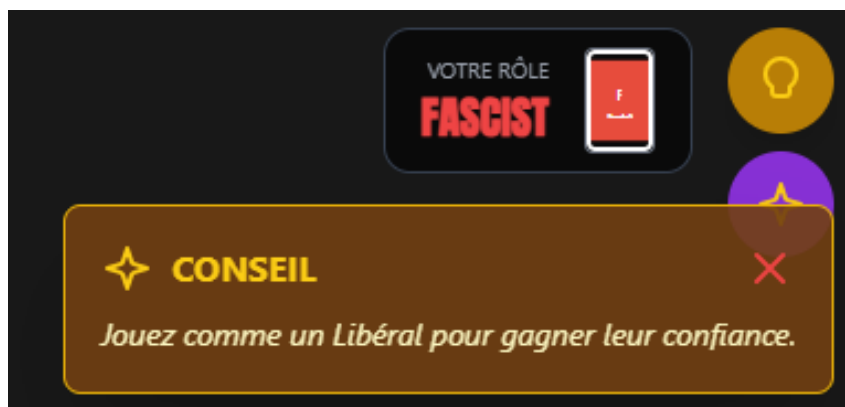 VOTRE RÔLE
FASCIST
F
CONSEIL
Jouez comme un Libéral pour gagner leur confiance.